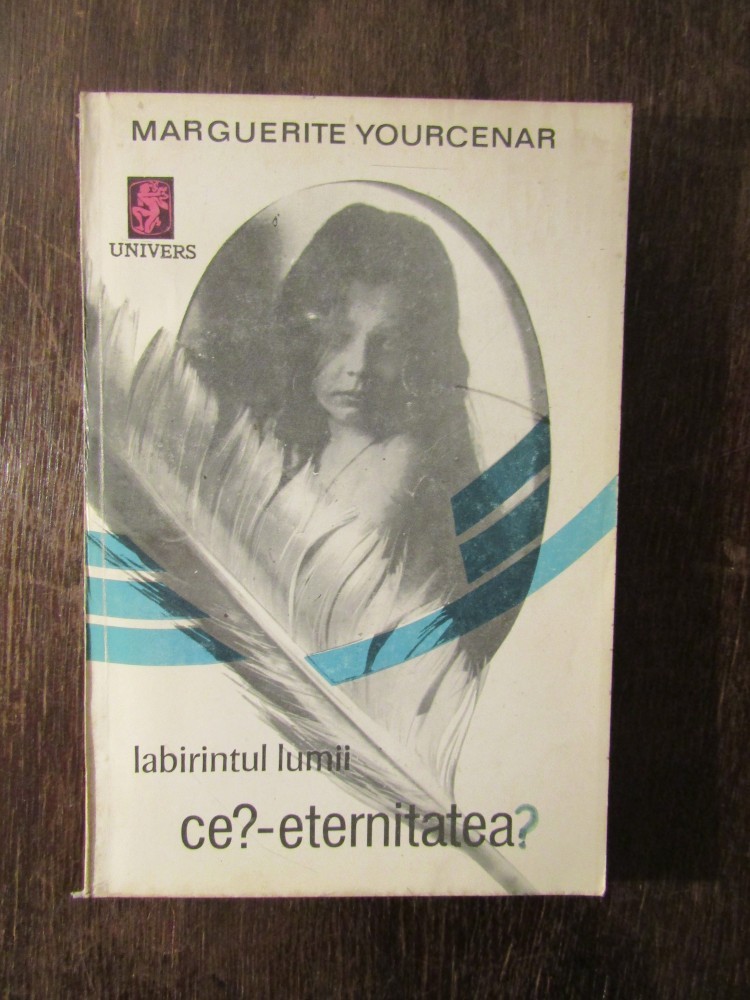 MARGUERITE YOURCENAR
UNIVERS
labirintul lumii
ce?-eternitatea?